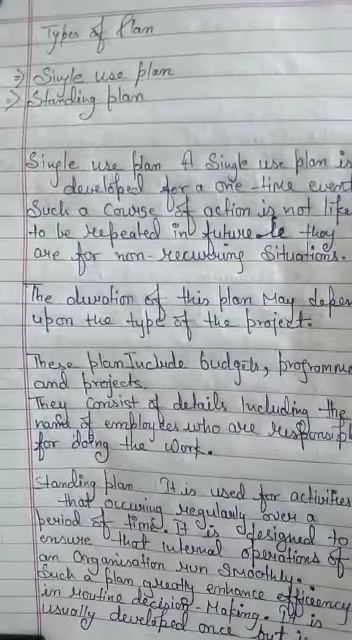 Types of Plan
=> Single use plan
=> Standing plan
Single use plan A Single use plan is
developed for a one-time event
Such a Course of action is not like
to be repeated in future ie they
are for non-recurring Situations.
The duration of this plan May depen
upon the type of the project.
These plan Include budgets, programme
and projects.
They Consist of details Including the
name of employees who are responsibl
for doing the work.
Standing plan It is used for activities
that occuring regularly over a
period of time. It is designed to
ensure that internal operations of
an Organisation run Smoothly.
Such a plan greatly enhance efficiency
in routine decision-Making. It is
usually developed once but is